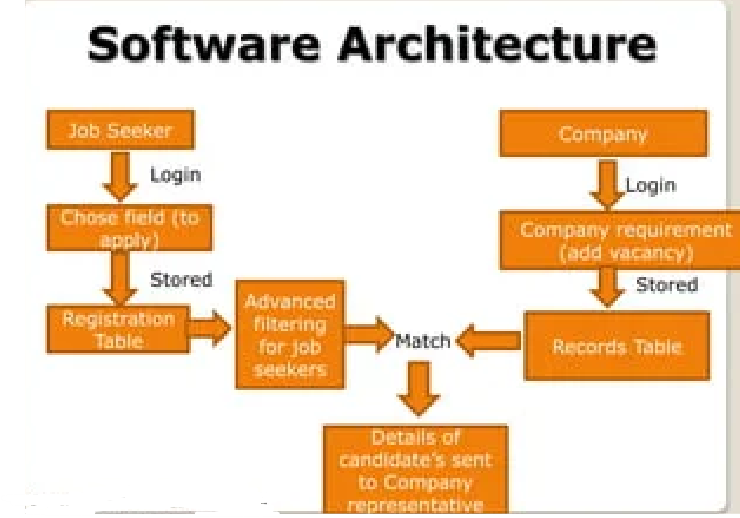 Software Architecture
Job Seeker
Login
Chose field (to
apply)
Stored
Registration
Table
Advanced
filtering
for job
seekers
Match
Company
Login
Company requirement
(add vacancy)
Stored
Records Table
Details of
candidate's sent
to Company
representative